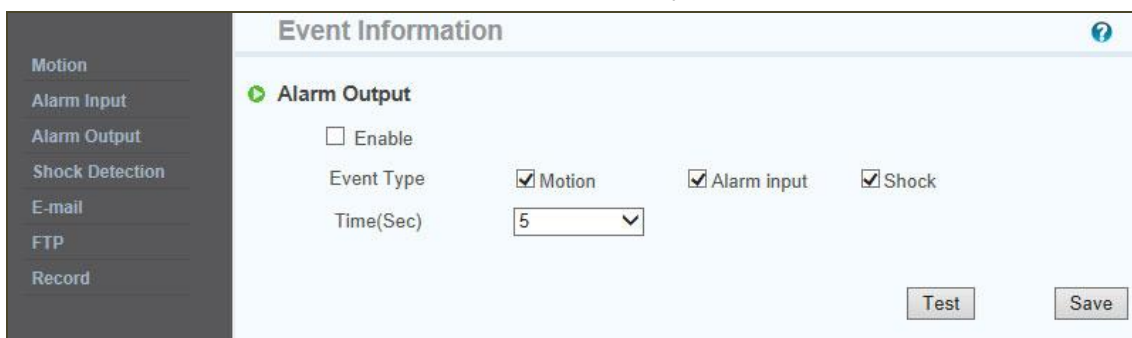 Event Information
?
Motion
Alarm Input
Alarm Output
Shock Detection
E-mail
FTP
Record
Alarm Output
Enable
Event Type Motion Alarm input Shock
Time(Sec) 5
Test Save